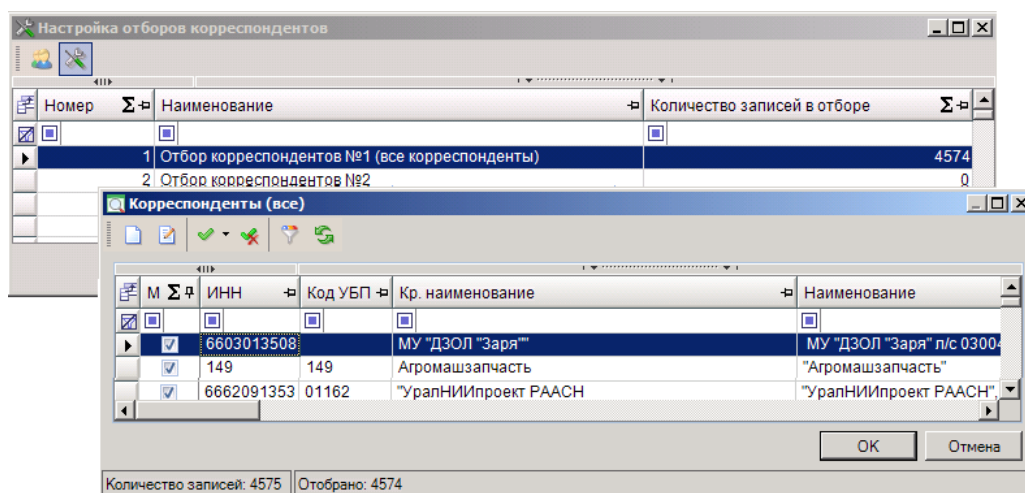 Настройка отборов корреспондентов
Номер Σ Наименование Количество записей в отборе Σ
1 Отбор корреспондентов №1 (все корреспонденты) 4574
2 Отбор корреспондентов №2 0
Корреспонденты (все)
М Σ ИНН Код УБП Кр. наименование Наименование
6603013508 МУ "ДЗОЛ "Заря"" МУ "ДЗОЛ "Заря" л/с 03004
149 149 Агромашзапчасть "Агромашзапчасть"
6662091353 01162 "УралНИИпроект РААСН "УралНИИпроект РААСН",
OK Отмена
Количество записей: 4575 Отобрано: 4574